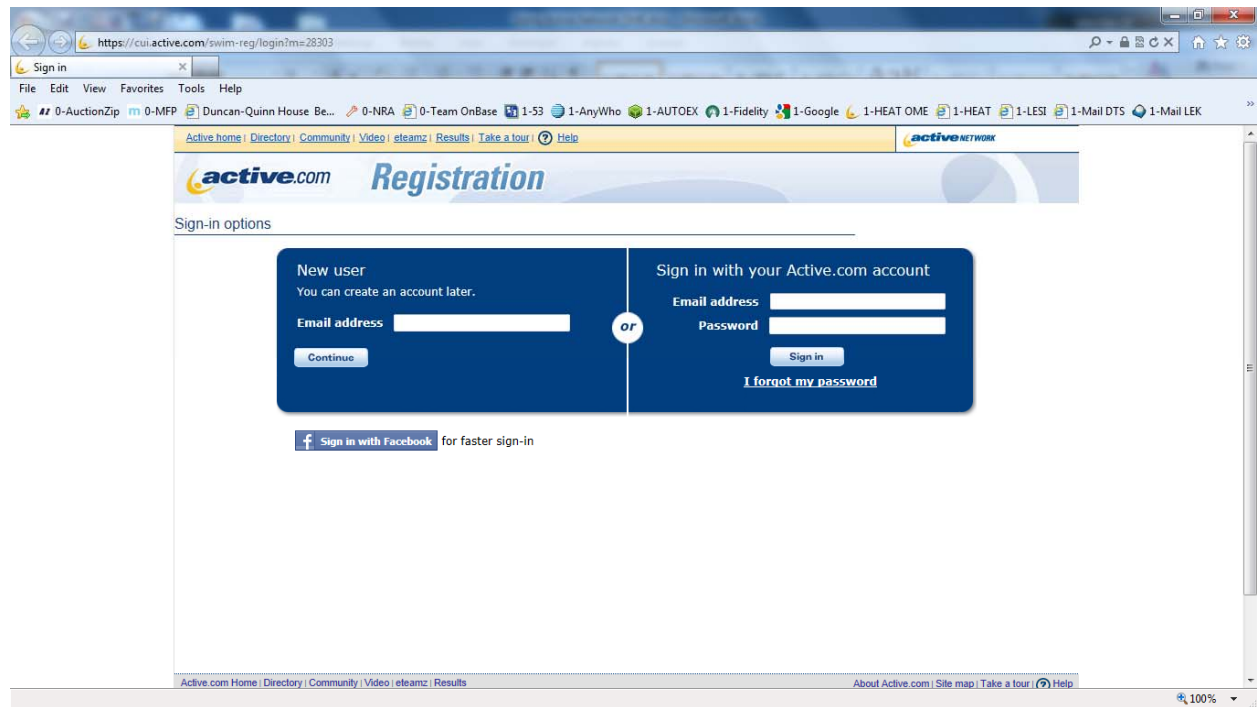 https://cui.active.com/swim-reg/login?m=28303
Sign in
File Edit View Favorites Tools Help
0-AuctionZip 0-MFP Duncan-Quinn House Be... 0-NRA 0-Team OnBase 1-53 1-AnyWho 1-AUTOEX 1-Fidelity 1-Google 1-HEAT OME 1-HEAT 1-LESI 1-Mail DTS 1-Mail LEK
Active home | Directory | Community | Video | eteamz | Results | Take a tour | ? Help
active NETWORK
active.com Registration
Sign-in options
New user
You can create an account later.
Email address
Continue
or
Sign in with your Active.com account
Email address
Password
Sign in
I forgot my password
f Sign in with Facebook for faster sign-in
Active.com Home | Directory | Community | Video | eteamz | Results
About Active.com | Site map | Take a tour | ? Help
100%